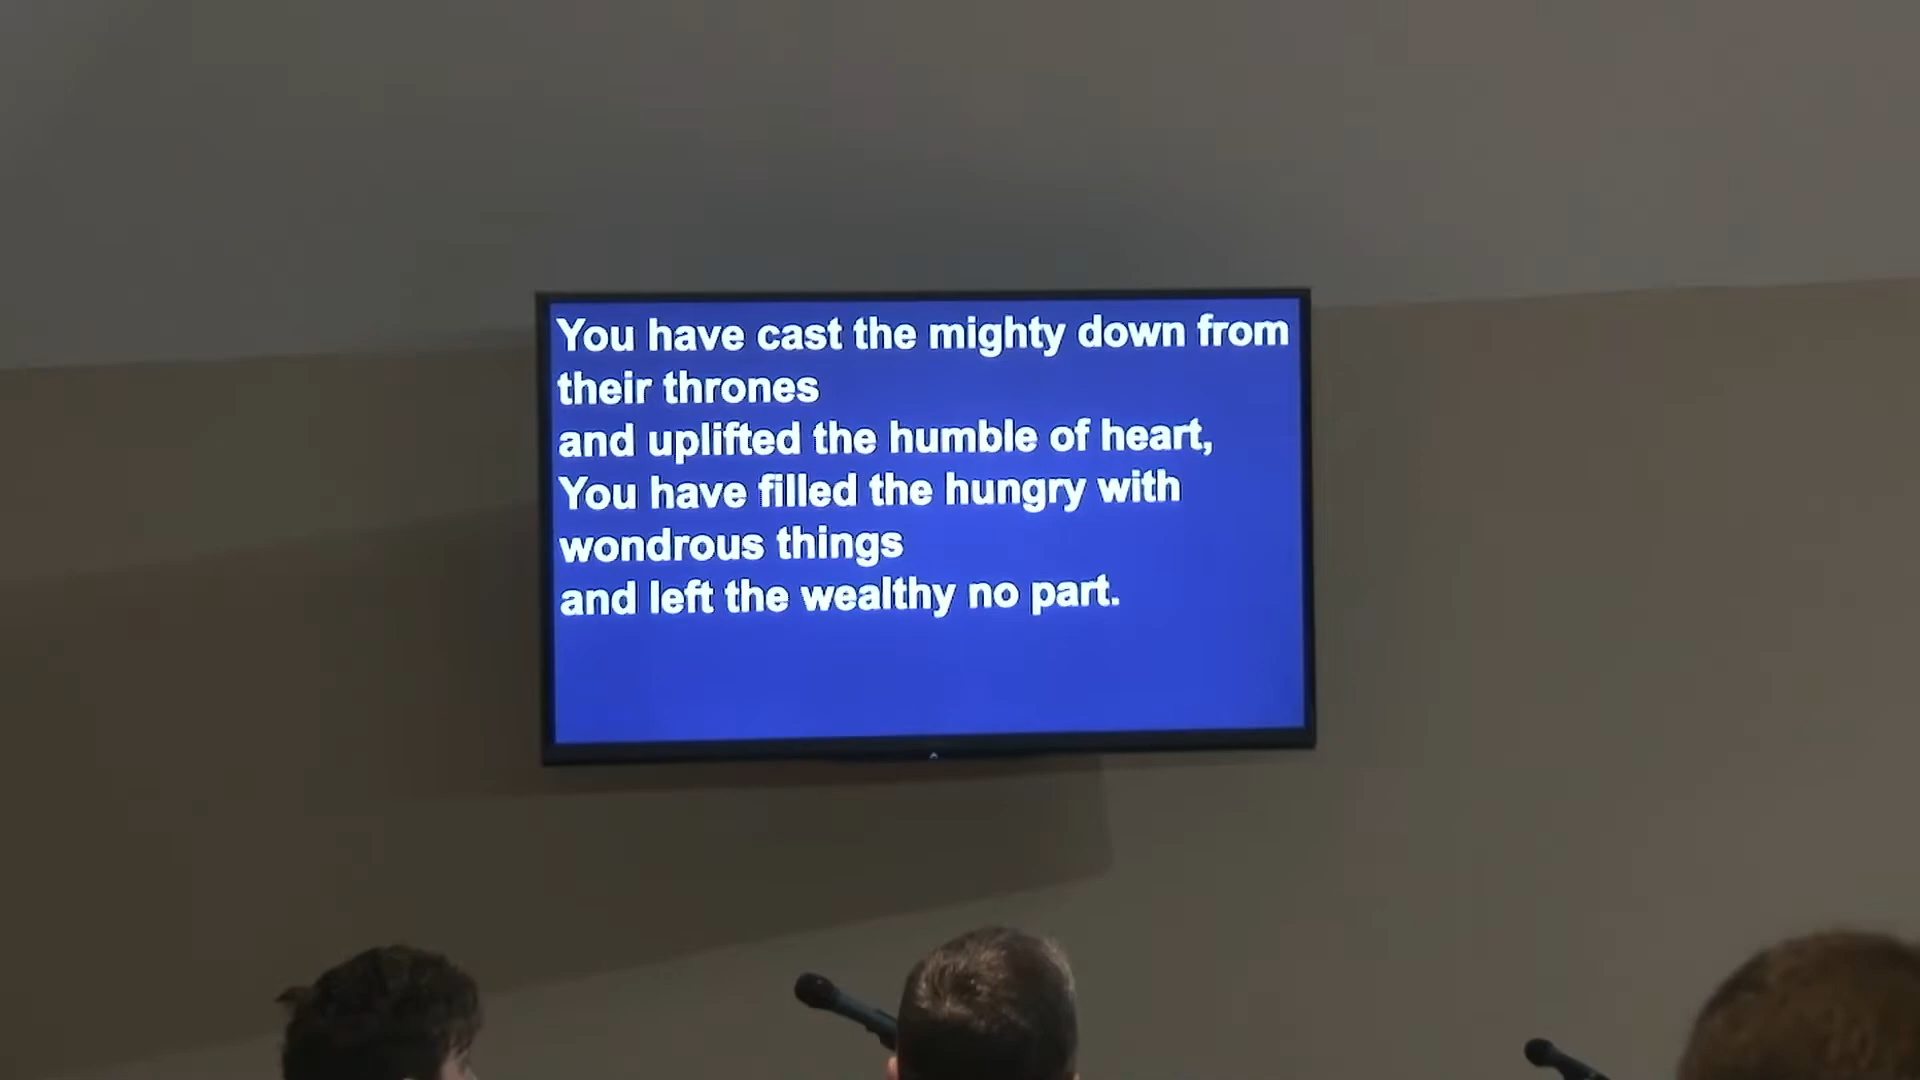 You have cast the mighty down from
their thrones
and uplifted the humble of heart,
You have filled the hungry with
wondrous things
and left the wealthy no part.